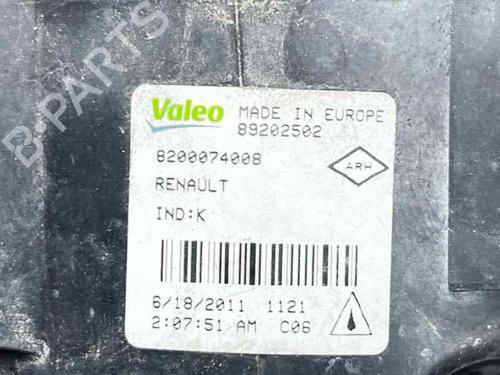 B-PARTS
Valeo MADE IN EUROPE
89202502
8200074008
ARH
RENAULT
IND:K
6/18/2011 1121
2:07:51 AM C06